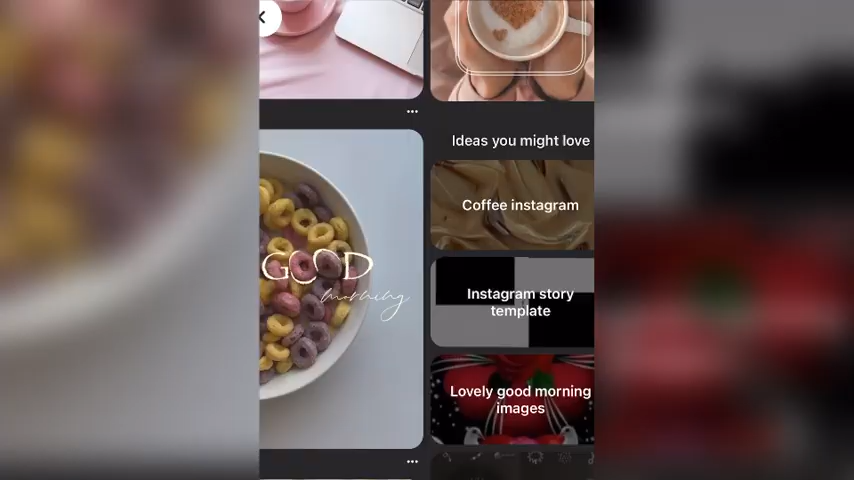 GOOD
morning
Ideas you might love
Coffee instagram
Instagram story
template
Lovely good morning
images